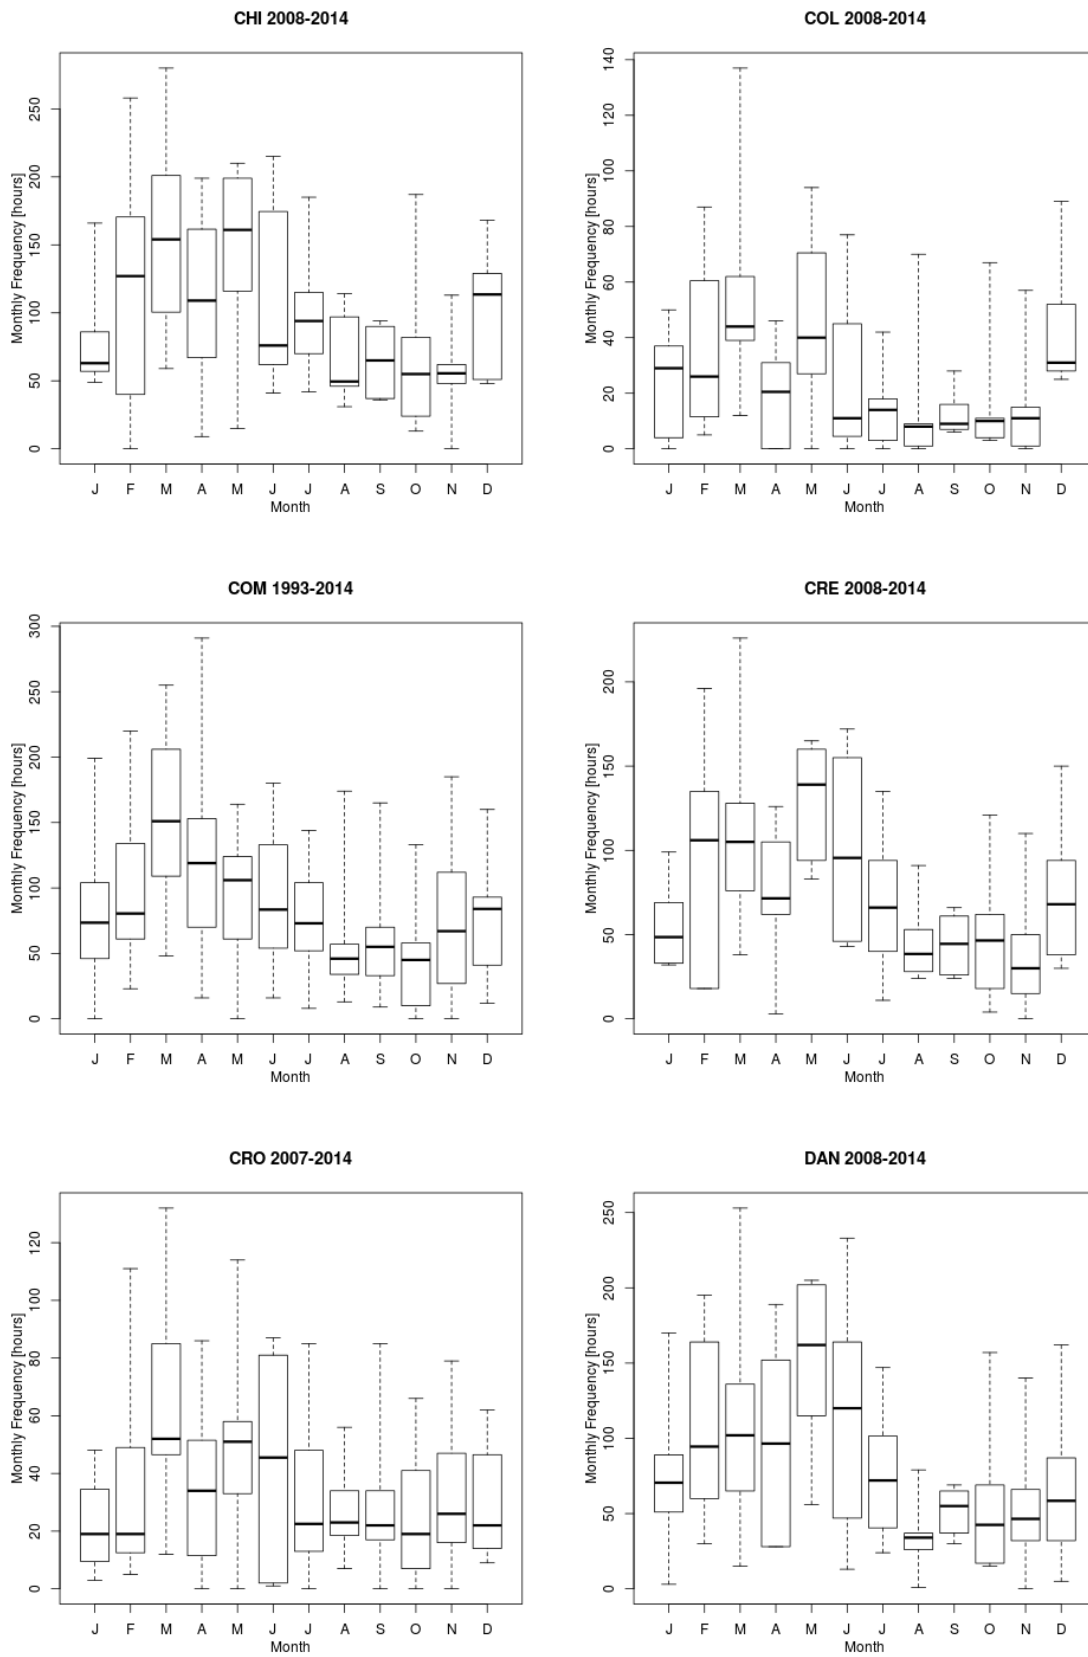 CHI 2008-2014
Monthly Frequency [hours]
250
200
150
100
50
0
J F M A M J J A S O N D
Month
COL 2008-2014
Monthly Frequency [hours]
140
120
100
80
60
40
20
0
J F M A M J J A S O N D
Month
COM 1993-2014
Monthly Frequency [hours]
300
250
200
150
100
50
0
J F M A M J J A S O N D
Month
CRE 2008-2014
Monthly Frequency [hours]
200
150
100
50
0
J F M A M J J A S O N D
Month
CRO 2007-2014
Monthly Frequency [hours]
120
100
80
60
40
20
0
J F M A M J J A S O N D
Month
DAN 2008-2014
Monthly Frequency [hours]
250
200
150
100
50
0
J F M A M J J A S O N D
Month